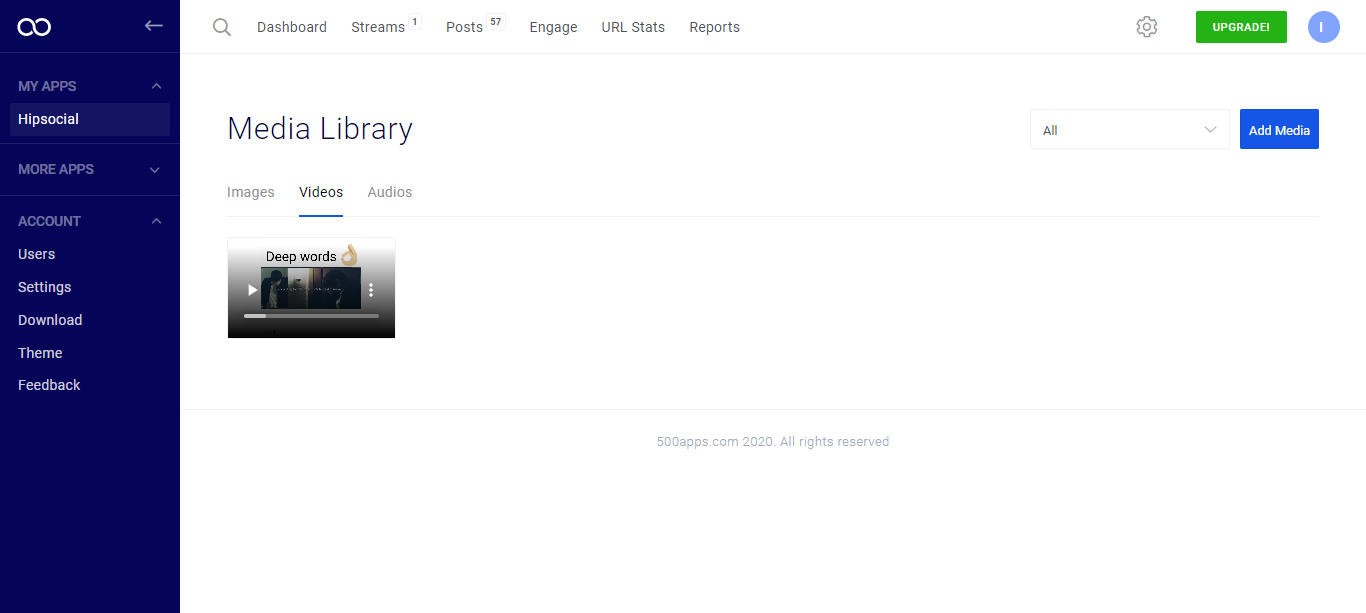 Dashboard
Streams 1
Posts 57
Engage
URL Stats
Reports
UPGRADE!
I
MY APPS
Hipsocial
MORE APPS
ACCOUNT
Users
Settings
Download
Theme
Feedback
Media Library
All
Add Media
Images
Videos
Audios
Deep words 👌🏼
500apps.com 2020. All rights reserved